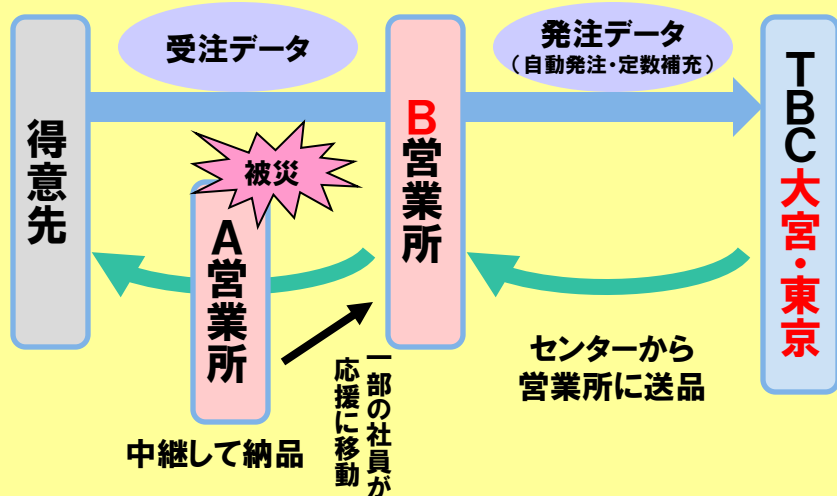 受注データ
発注データ
（自動発注・定数補充）
得意先
被災
A営業所
B営業所
TBC大宮・東京
センターから
営業所に送品
中継して納品
一部の社員が
応援に移動